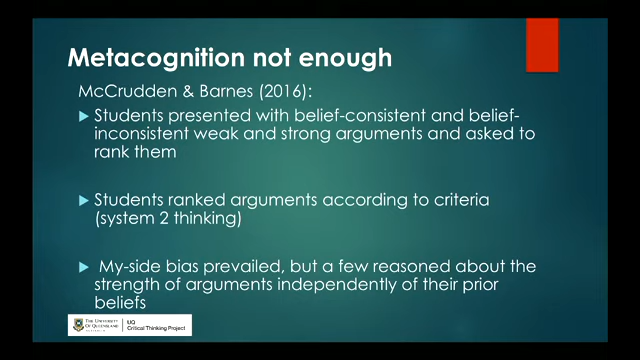 Metacognition not enough
McCrudden & Barnes (2016):
Students presented with belief-consistent and belief-
inconsistent weak and strong arguments and asked to
rank them
Students ranked arguments according to criteria
(system 2 thinking)
My-side bias prevailed, but a few reasoned about the
strength of arguments independently of their prior
beliefs
THE UNIVERSITY
OF QUEENSLAND
AUSTRALIA
UQ
Critical Thinking Project